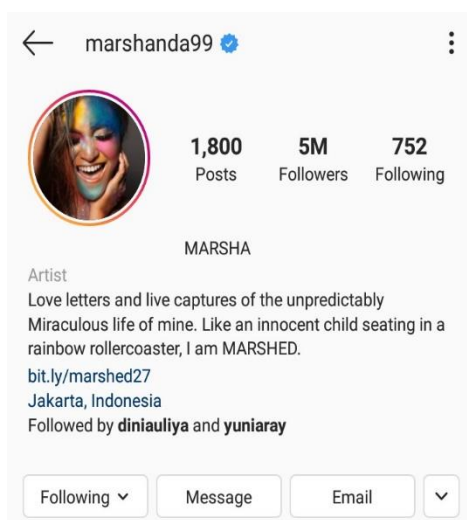 marshanda99
1,800 5M 752
Posts Followers Following
MARSHA
Artist
Love letters and live captures of the unpredictably
Miraculous life of mine. Like an innocent child seating in a
rainbow rollercoaster, I am MARSHED.
bit.ly/marshed27
Jakarta, Indonesia
Followed by diniauliya and yuniaray
Following Message Email